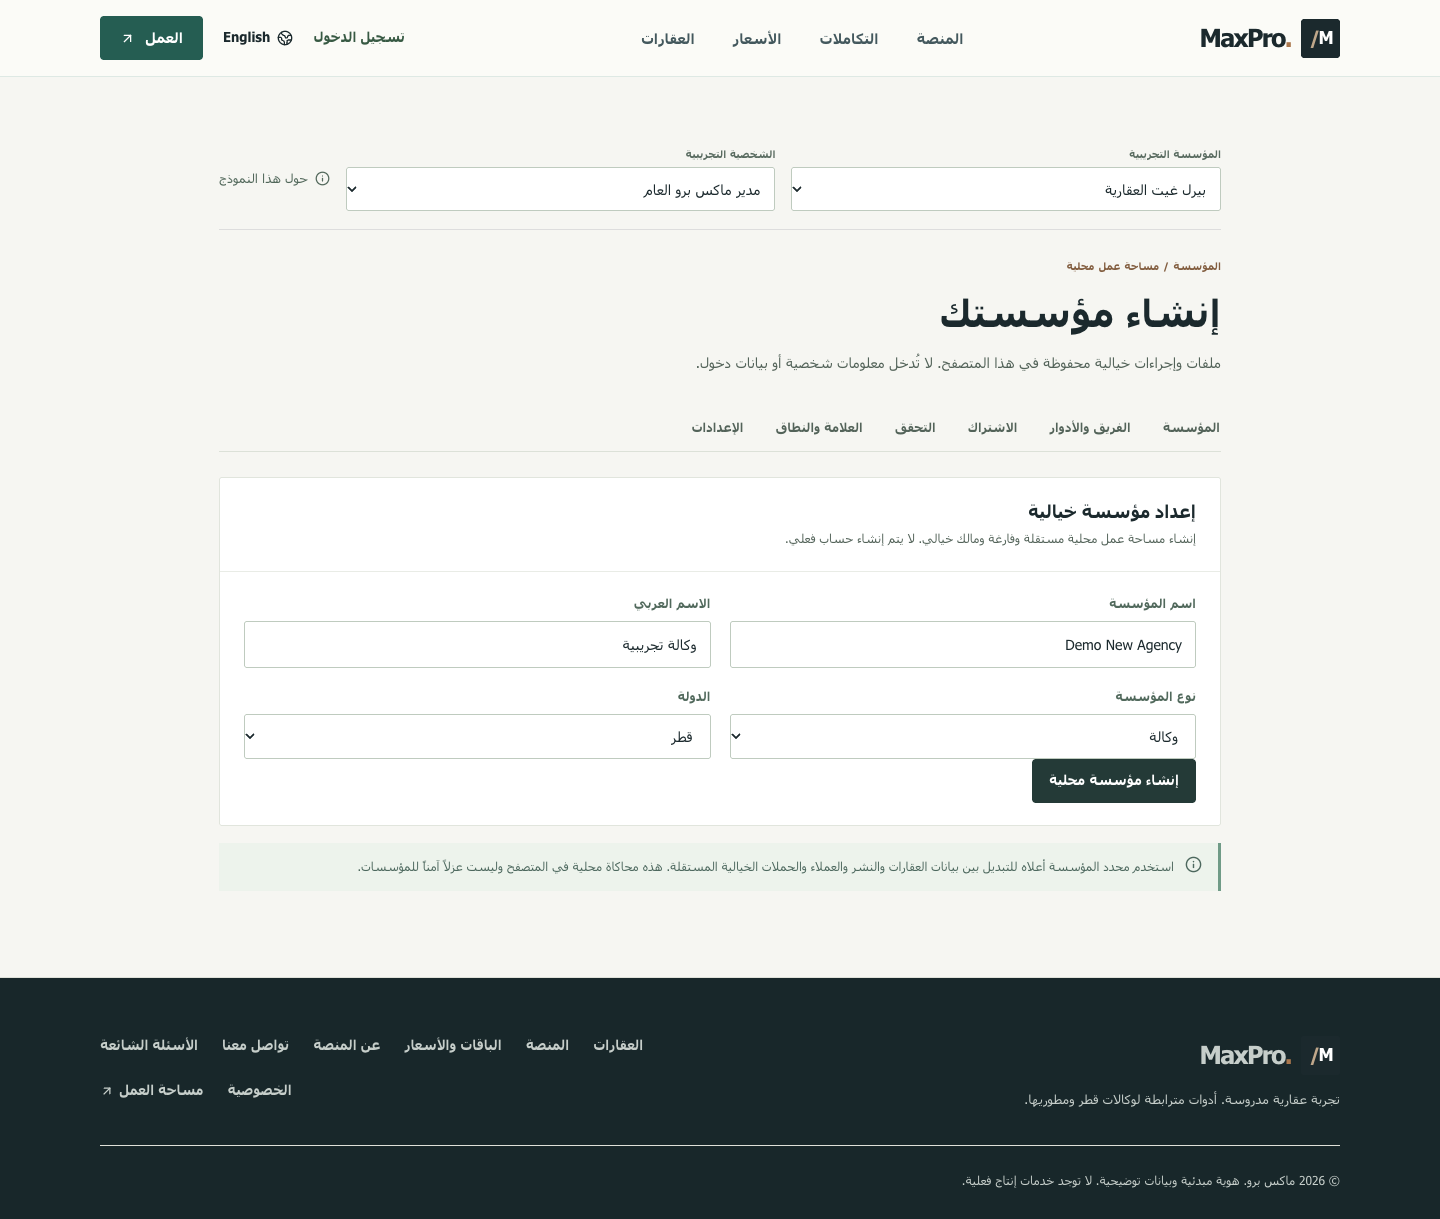 M/ MaxPro.
المنصة
التكاملات
الأسعار
العقارات
تسجيل الدخول
English
العمل
المؤسسة التجريبية
بيرل غيت العقارية
الشخصية التجريبية
مدير ماكس برو العام
حول هذا النموذج
المؤسسة / مساحة عمل محلية
إنشاء مؤسستك
ملفات وإجراءات خيالية محفوظة في هذا المتصفح. لا تُدخل معلومات شخصية أو بيانات دخول.
المؤسسة
الفريق والأدوار
الاشتراك
التحقق
العلامة والنطاق
الإعدادات
إعداد مؤسسة خيالية
إنشاء مساحة عمل محلية مستقلة وفارغة ومالك خيالي. لا يتم إنشاء حساب فعلي.
اسم المؤسسة
Demo New Agency
الاسم العربي
وكالة تجريبية
نوع المؤسسة
وكالة
الدولة
قطر
إنشاء مؤسسة محلية
استخدم محدد المؤسسة أعلاه للتبديل بين بيانات العقارات والنشر والعملاء والحملات الخيالية المستقلة. هذه محاكاة محلية في المتصفح وليست عزلاً آمناً للمؤسسات.
M/ MaxPro.
تجربة عقارية مدروسة. أدوات مترابطة لوكالات قطر ومطوريها.
العقارات
المنصة
الباقات والأسعار
عن المنصة
تواصل معنا
الأسئلة الشائعة
الخصوصية
مساحة العمل
© 2026 ماكس برو. هوية مبدئية وبيانات توضيحية. لا توجد خدمات إنتاج فعلية.